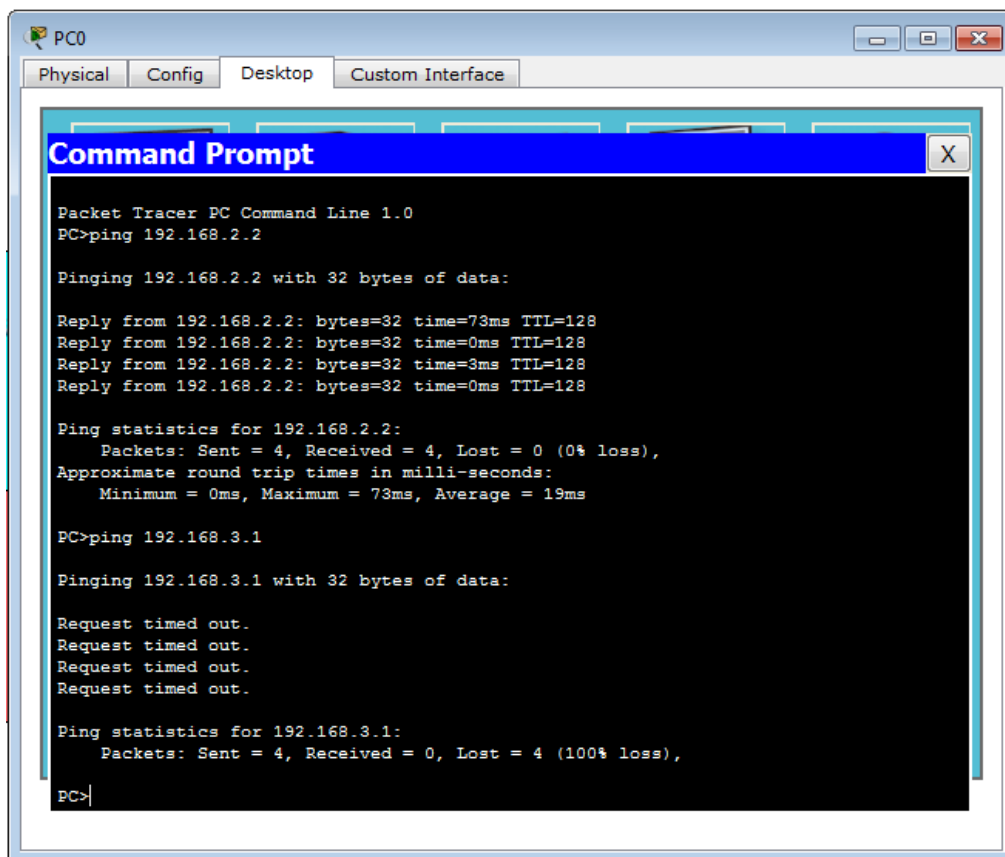 PC0
Physical Config Desktop Custom Interface
Command Prompt X
Packet Tracer PC Command Line 1.0
PC>ping 192.168.2.2
Pinging 192.168.2.2 with 32 bytes of data:
Reply from 192.168.2.2: bytes=32 time=73ms TTL=128
Reply from 192.168.2.2: bytes=32 time=0ms TTL=128
Reply from 192.168.2.2: bytes=32 time=3ms TTL=128
Reply from 192.168.2.2: bytes=32 time=0ms TTL=128
Ping statistics for 192.168.2.2:
Packets: Sent = 4, Received = 4, Lost = 0 (0% loss),
Approximate round trip times in milli-seconds:
Minimum = 0ms, Maximum = 73ms, Average = 19ms
PC>ping 192.168.3.1
Pinging 192.168.3.1 with 32 bytes of data:
Request timed out.
Request timed out.
Request timed out.
Request timed out.
Ping statistics for 192.168.3.1:
Packets: Sent = 4, Received = 0, Lost = 4 (100% loss),
PC>